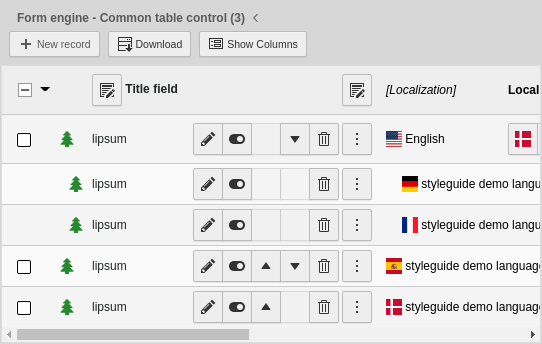 Form engine - Common table control (3)
New record Download Show Columns
Title field [Localization] Local
lipsum English
lipsum styleguide demo langu
lipsum styleguide demo langu
lipsum styleguide demo language
lipsum styleguide demo language